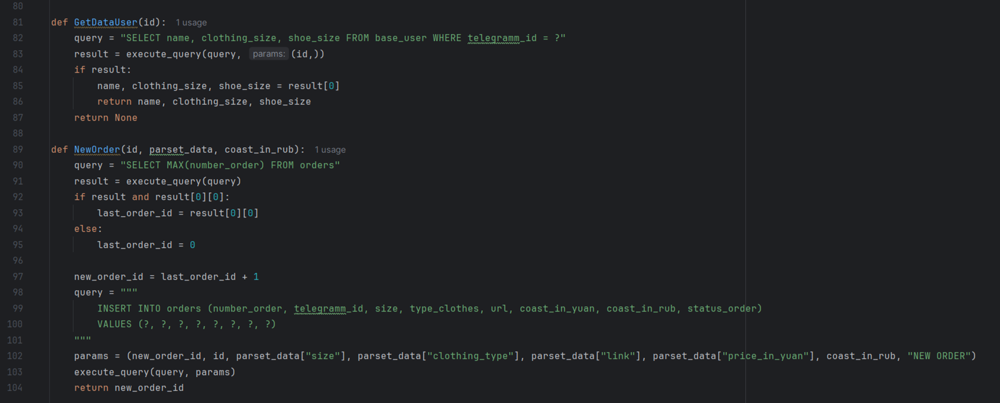 80
81 def GetDataUser(id): 1 usage
82 query = "SELECT name, clothing_size, shoe_size FROM base_user WHERE telegramm_id = ?"
83 result = execute_query(query, params: (id,))
84 if result:
85 name, clothing_size, shoe_size = result[0]
86 return name, clothing_size, shoe_size
87 return None
88
89 def NewOrder(id, parset_data, coast_in_rub): 1 usage
90 query = "SELECT MAX(number_order) FROM orders"
91 result = execute_query(query)
92 if result and result[0][0]:
93 last_order_id = result[0][0]
94 else:
95 last_order_id = 0
96
97 new_order_id = last_order_id + 1
98 query = """
99 INSERT INTO orders (number_order, telegramm_id, size, type_clothes, url, coast_in_yuan, coast_in_rub, status_order)
100 VALUES (?, ?, ?, ?, ?, ?, ?, ?)
101 """
102 params = (new_order_id, id, parset_data["size"], parset_data["clothing_type"], parset_data["link"], parset_data["price_in_yuan"], coast_in_rub, "NEW ORDER")
103 execute_query(query, params)
104 return new_order_id